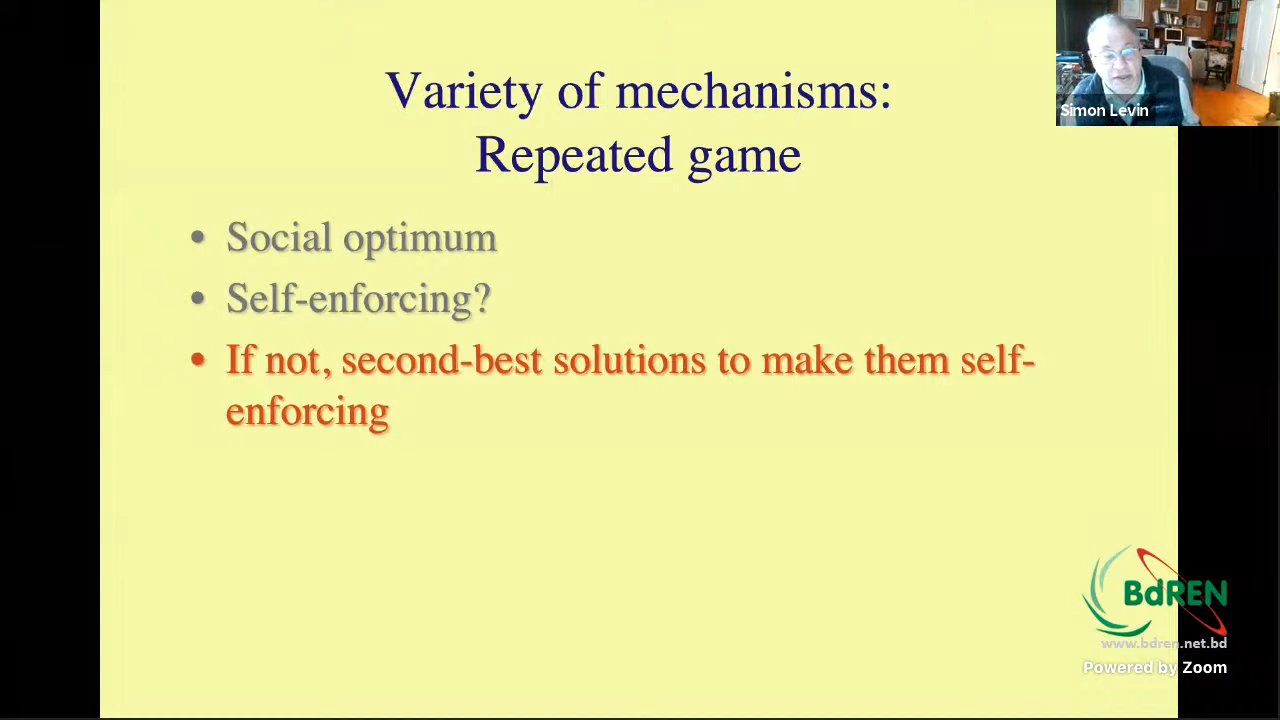 Variety of mechanisms:
Repeated game
• Social optimum
• Self-enforcing?
• If not, second-best solutions to make them self-
enforcing
Simon Levin
BdREN
www.bdren.net.bd
Powered by Zoom